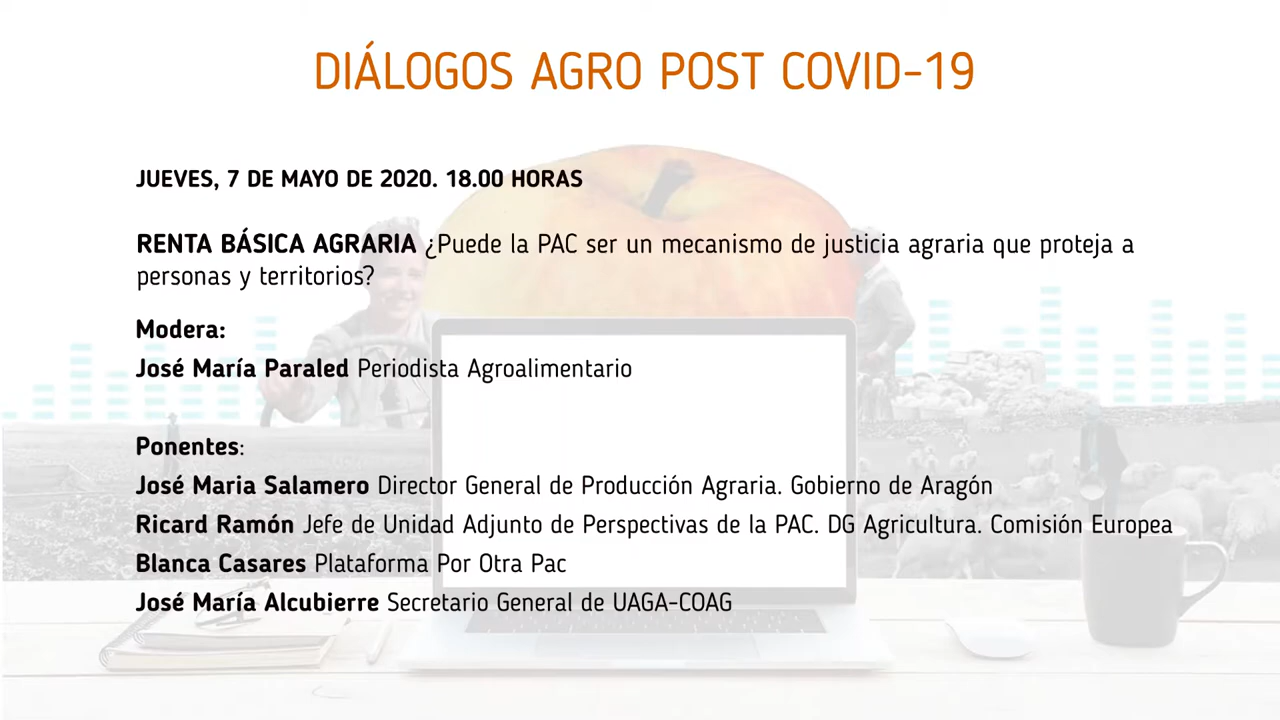 DIÁLOGOS AGRO POST COVID-19
JUEVES, 7 DE MAYO DE 2020. 18.00 HORAS
RENTA BÁSICA AGRARIA ¿Puede la PAC ser un mecanismo de justicia agraria que proteja a
personas y territorios?
Modera:
José María Paraled Periodista Agroalimentario
Ponentes:
José Maria Salamero Director General de Producción Agraria. Gobierno de Aragón
Ricard Ramón Jefe de Unidad Adjunto de Perspectivas de la PAC. DG Agricultura. Comisión Europea
Blanca Casares Plataforma Por Otra Pac
José María Alcubierre Secretario General de UAGA-COAG